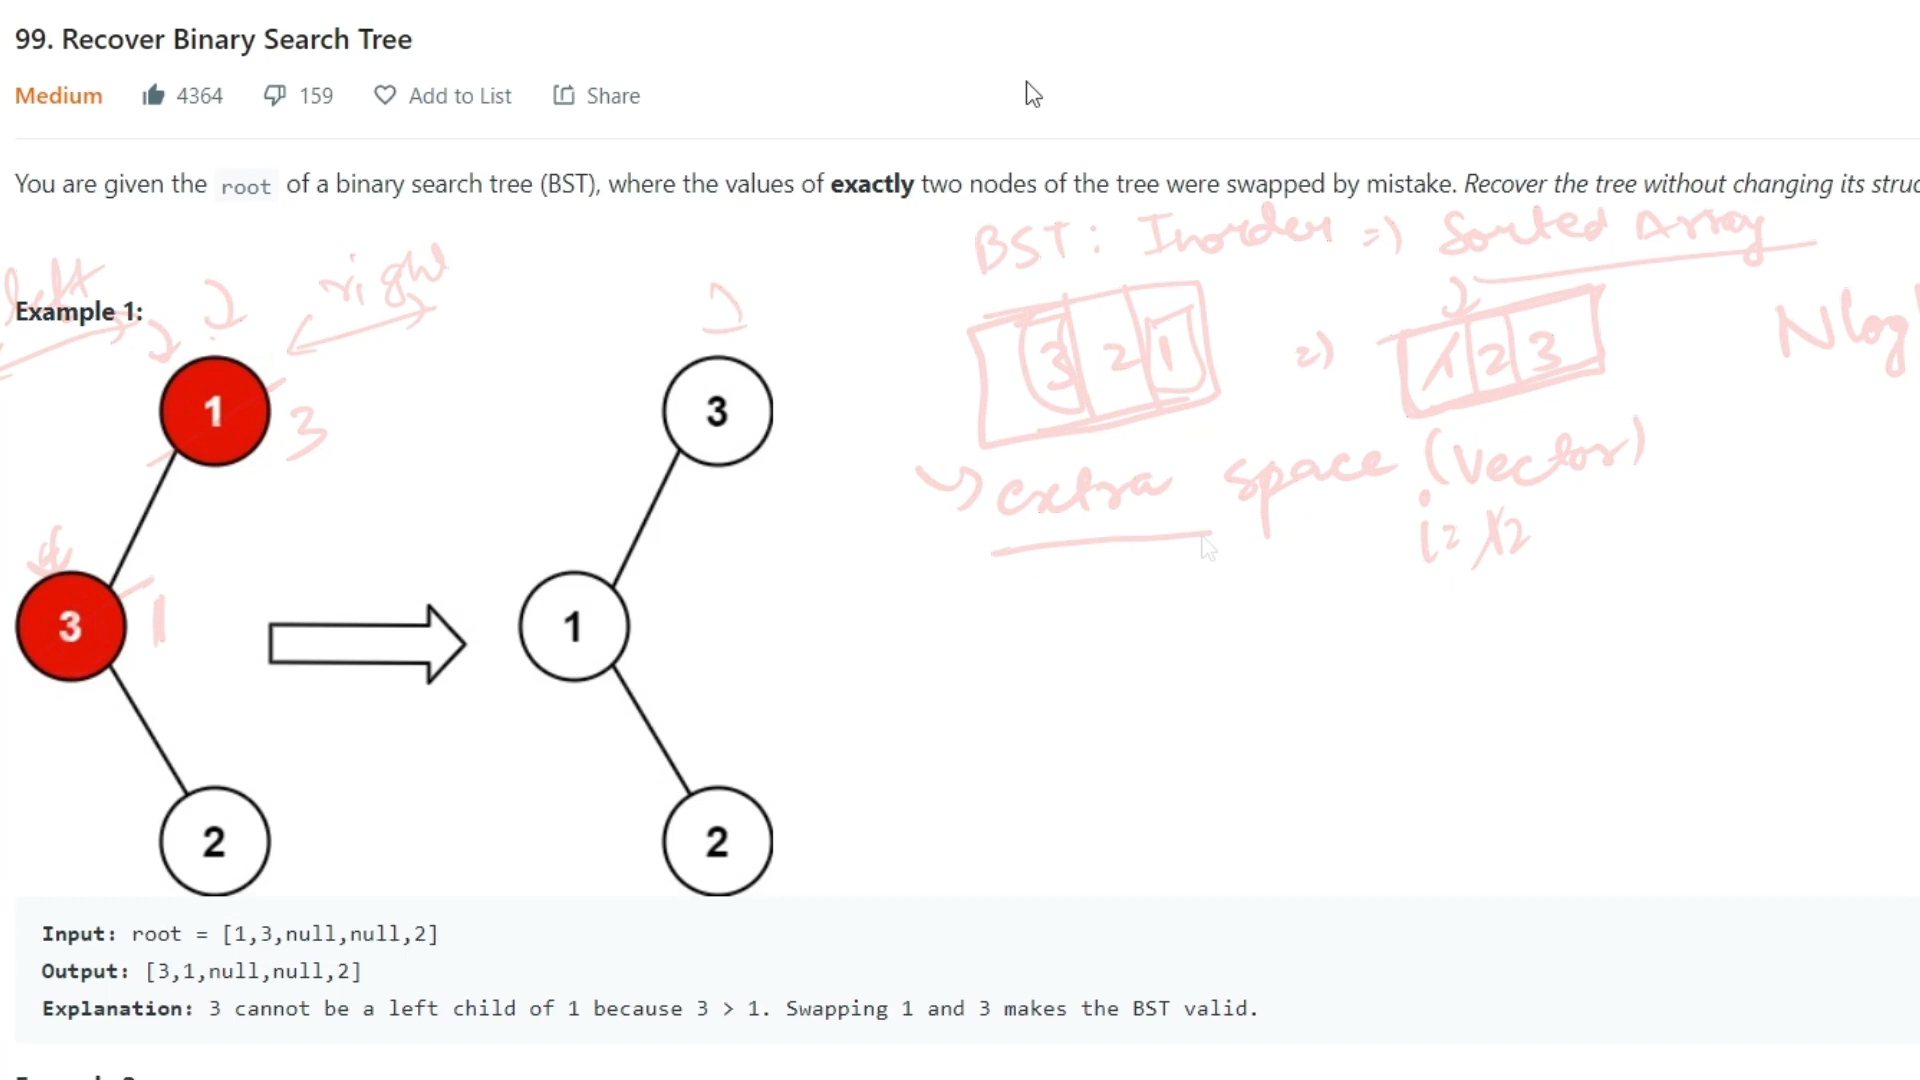 99. Recover Binary Search Tree
Medium 4364 159 Add to List Share
You are given the root of a binary search tree (BST), where the values of exactly two nodes of the tree were swapped by mistake. Recover the tree without changing its struc
BST: Inorder => Sorted Array
left right
Example 1:
3 2 1 => 1 2 3
Nlog
1 3
3
extra space (Vector)
i= 1 2
3 1
1
2
2
Input: root = [1,3,null,null,2]
Output: [3,1,null,null,2]
Explanation: 3 cannot be a left child of 1 because 3 > 1. Swapping 1 and 3 makes the BST valid.